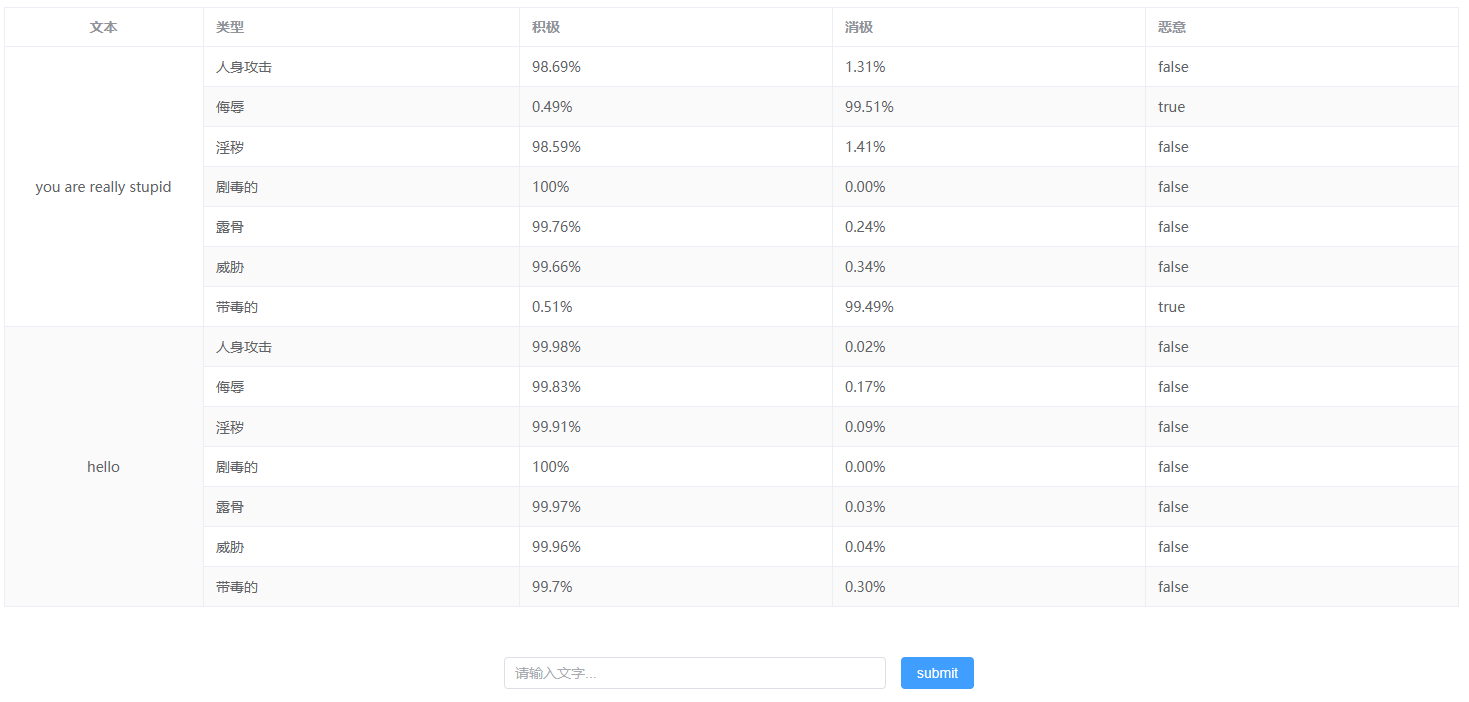 文本 类型 积极 消极 恶意
人身攻击 98.69% 1.31% false
侮辱 0.49% 99.51% true
淫秽 98.59% 1.41% false
you are really stupid 剧毒的 100% 0.00% false
露骨 99.76% 0.24% false
威胁 99.66% 0.34% false
带毒的 0.51% 99.49% true
人身攻击 99.98% 0.02% false
侮辱 99.83% 0.17% false
淫秽 99.91% 0.09% false
hello 剧毒的 100% 0.00% false
露骨 99.97% 0.03% false
威胁 99.96% 0.04% false
带毒的 99.7% 0.30% false
请输入文字... submit